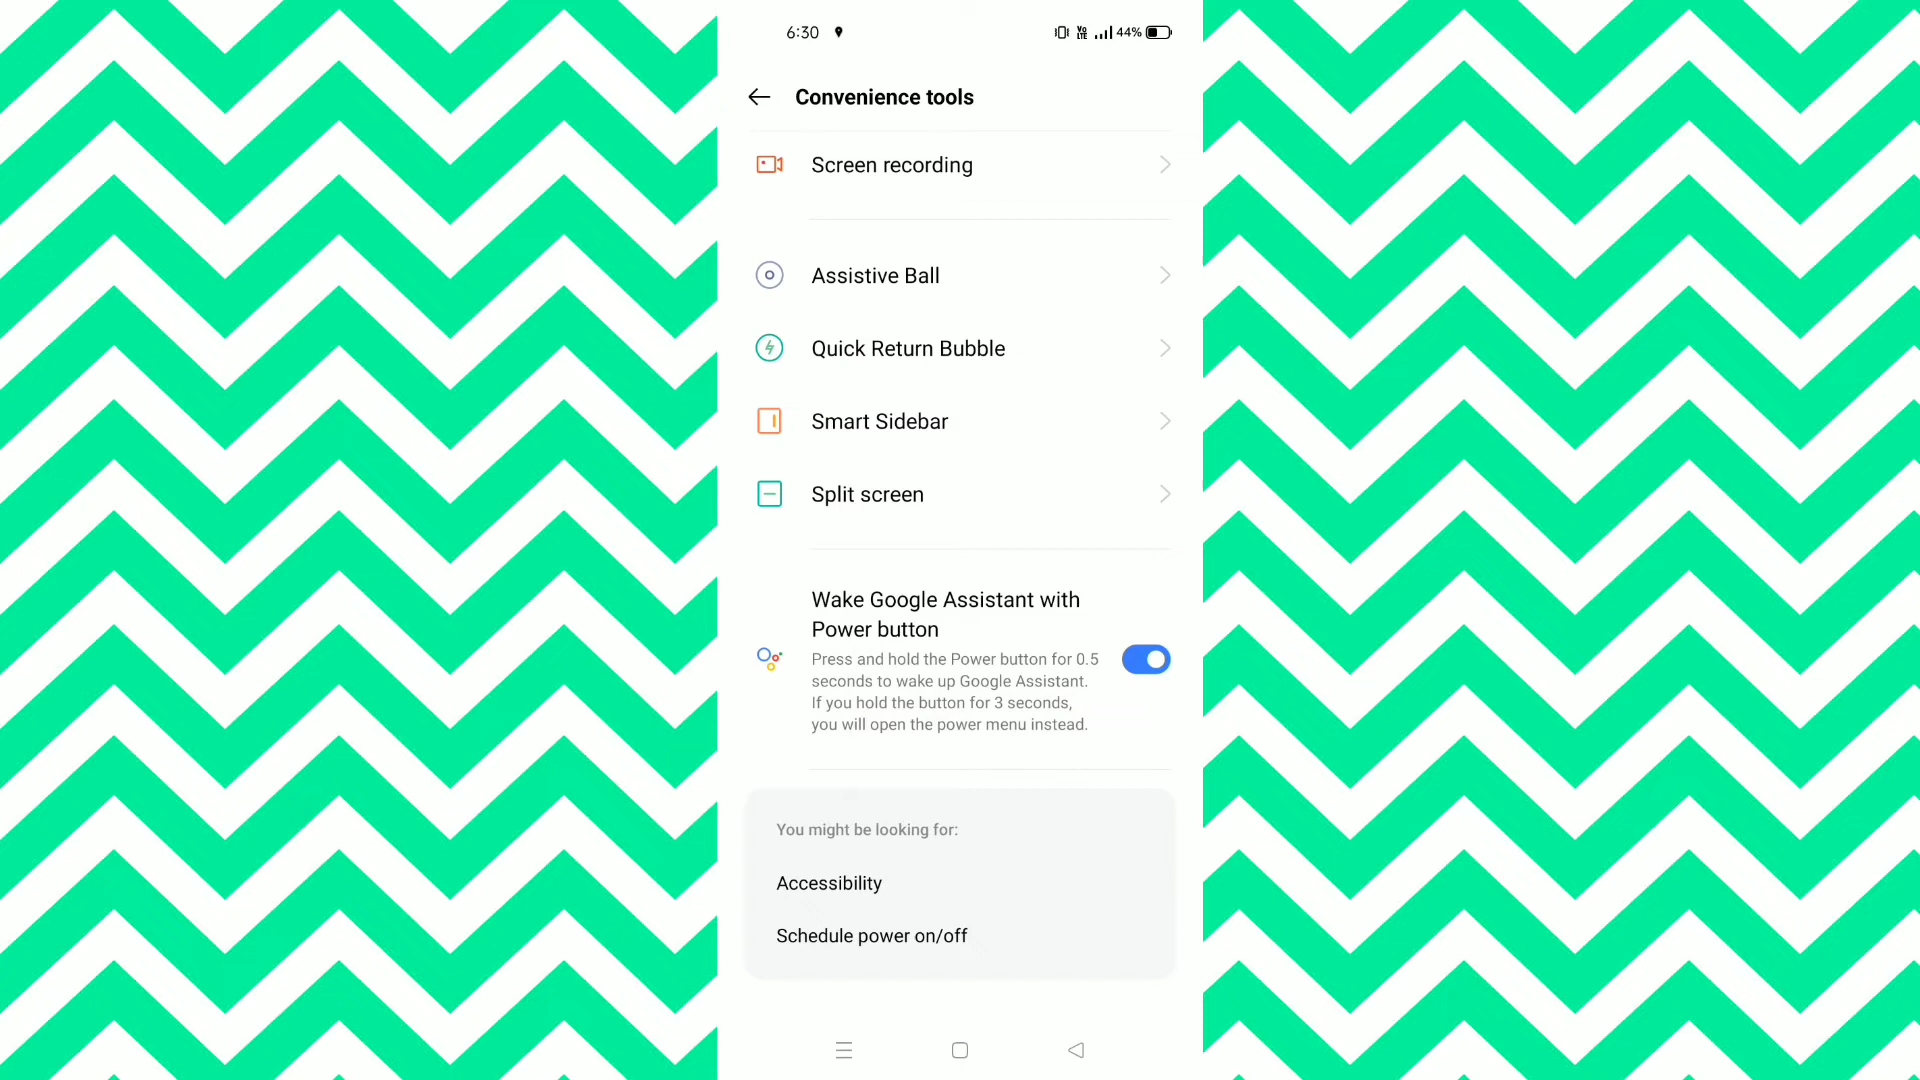 6:30
Vo LTE 44%
Convenience tools
Screen recording
Assistive Ball
Quick Return Bubble
Smart Sidebar
Split screen
Wake Google Assistant with
Power button
Press and hold the Power button for 0.5
seconds to wake up Google Assistant.
If you hold the button for 3 seconds,
you will open the power menu instead.
You might be looking for:
Accessibility
Schedule power on/off